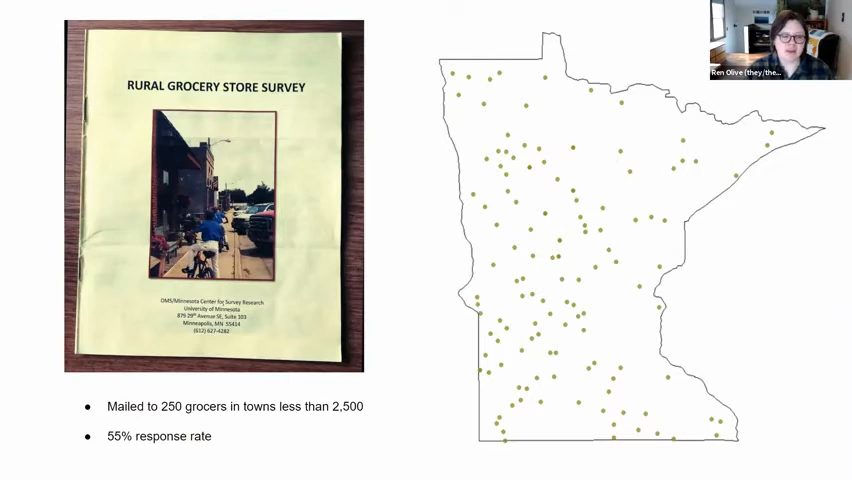 RURAL GROCERY STORE SURVEY
OMS/Minnesota Center for Survey Research
University of Minnesota
879 29th Avenue SE, Suite 103
Minneapolis, MN 55414
(612) 627-4282
● Mailed to 250 grocers in towns less than 2,500
● 55% response rate
Ren Olive (they/the...